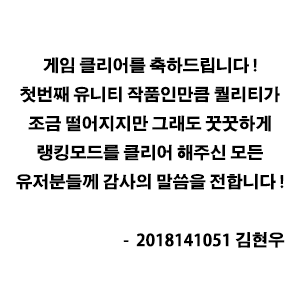 게임 클리어를 축하드립니다!
첫번째 유니티 작품인만큼 퀄리티가
조금 떨어지지만 그래도 꿋꿋하게
랭킹모드를 클리어 해주신 모든
유저분들께 감사의 말씀을 전합니다!
- 2018141051 김현우